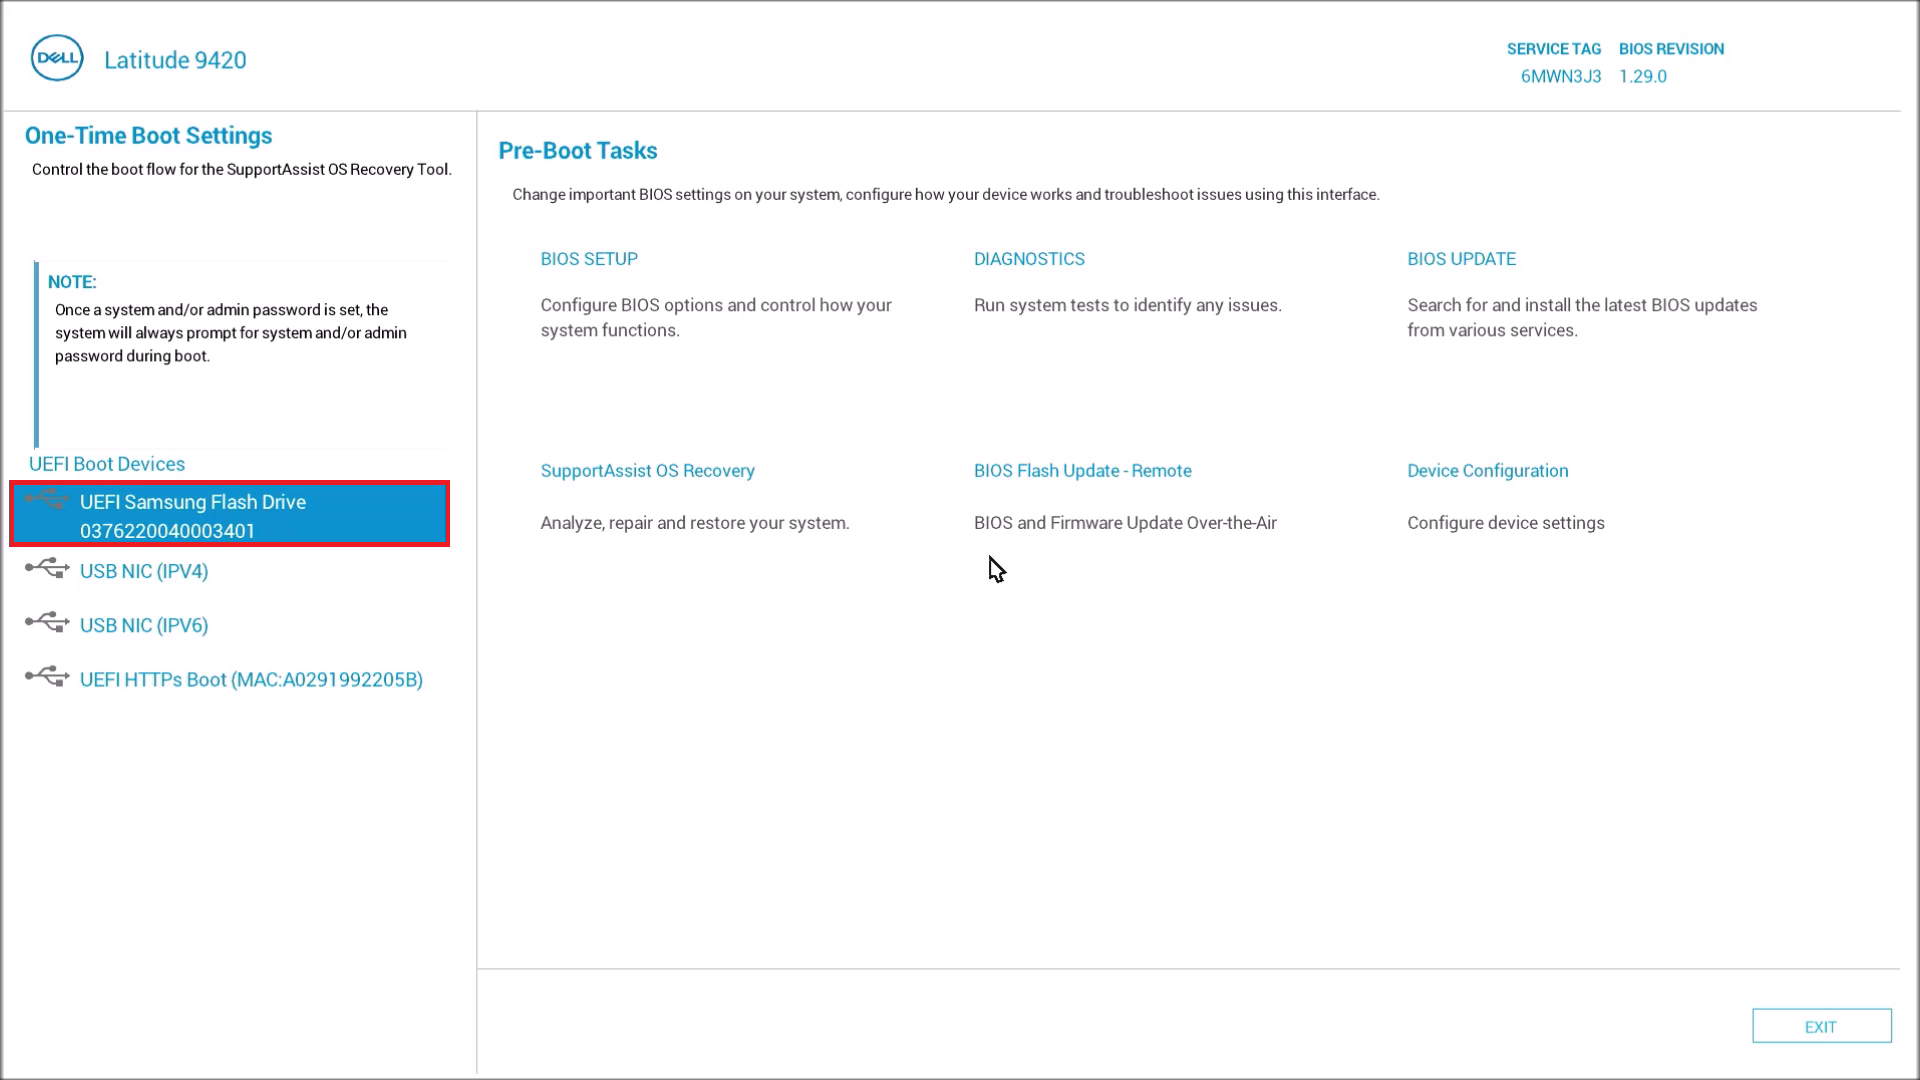 DELL
Latitude 9420
SERVICE TAG BIOS REVISION
6MWN3J3 1.29.0
One-Time Boot Settings
Control the boot flow for the SupportAssist OS Recovery Tool.
NOTE:
Once a system and/or admin password is set, the
system will always prompt for system and/or admin
password during boot.
UEFI Boot Devices
UEFI Samsung Flash Drive
0376220040003401
USB NIC (IPV4)
USB NIC (IPV6)
UEFI HTTPs Boot (MAC:A0291992205B)
Pre-Boot Tasks
Change important BIOS settings on your system, configure how your device works and troubleshoot issues using this interface.
BIOS SETUP
Configure BIOS options and control how your
system functions.
DIAGNOSTICS
Run system tests to identify any issues.
BIOS UPDATE
Search for and install the latest BIOS updates
from various services.
SupportAssist OS Recovery
Analyze, repair and restore your system.
BIOS Flash Update - Remote
BIOS and Firmware Update Over-the-Air
Device Configuration
Configure device settings
EXIT